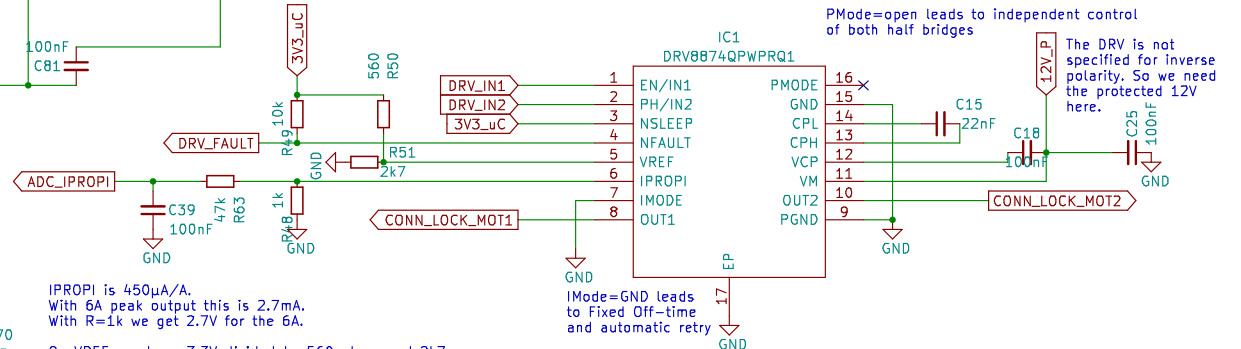 PMode=open leads to independent control
of both half bridges
IC1
DRV8874QPWPRQ1
The DRV is not
specified for inverse
polarity. So we need
the protected 12V
here.
12V_P
3V3_uC
100nF
C81
560
R50
10k
R49
DRV_FAULT
DRV_IN1
DRV_IN2
3V3_uC
1 EN/IN1
2 PH/IN2
3 NSLEEP
4 NFAULT
5 VREF
6 IPROPI
7 IMODE
8 OUT1
PMODE 16
GND 15
CPL 14
CPH 13
VCP 12
VM 11
OUT2 10
PGND 9
EP
17
GND
C15
22nF
C18
100nF
C25
100nF
GND
GND
R51
2k7
ADC_IPROPI
47k
R63
1k
R48
GND
C39
100nF
GND
CONN_LOCK_MOT1
CONN_LOCK_MOT2
GND
GND
IPROPI is 450µA/A.
With 6A peak output this is 2.7mA.
With R=1k we get 2.7V for the 6A.
IMode=GND leads
to Fixed Off-time
and automatic retry